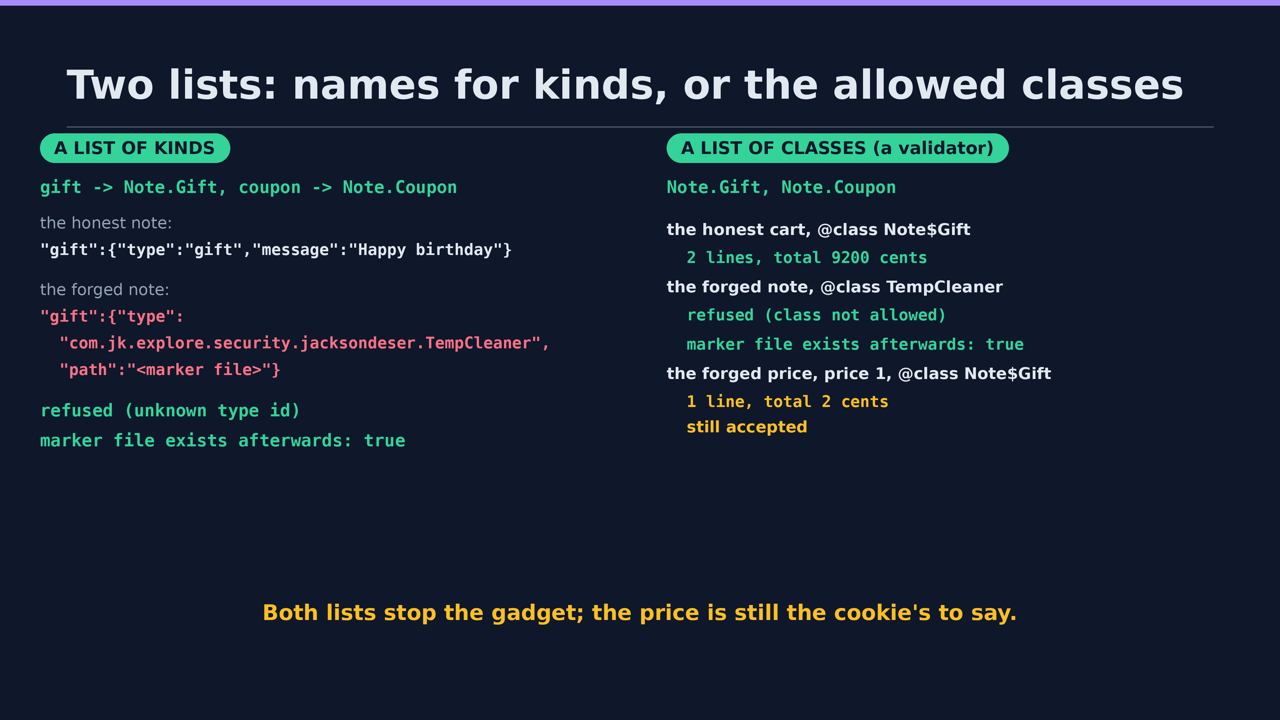 Two lists: names for kinds, or the allowed classes
A LIST OF KINDS
gift -> Note.Gift, coupon -> Note.Coupon
the honest note:
"gift":{"type":"gift","message":"Happy birthday"}
the forged note:
"gift":{"type":
"com.jk.explore.security.jacksondeser.TempCleaner",
"path":"<marker file>"}
refused (unknown type id)
marker file exists afterwards: true
A LIST OF CLASSES (a validator)
Note.Gift, Note.Coupon
the honest cart, @class Note$Gift
2 lines, total 9200 cents
the forged note, @class TempCleaner
refused (class not allowed)
marker file exists afterwards: true
the forged price, price 1, @class Note$Gift
1 line, total 2 cents
still accepted
Both lists stop the gadget; the price is still the cookie's to say.